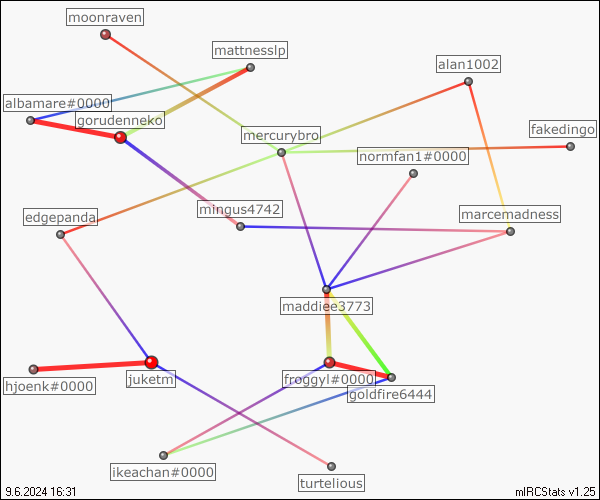 moonraven
mattnesslp
alan1002
albamare#0000
gorudenneko
mercurybro
fakedingo
normfan1#0000
edgepanda
mingus4742
marcemadness
maddiee3773
hjoenk#0000
juketm
froggyl#0000
goldfire6444
ikeachan#0000
turtelious
9.6.2024 16:31
mIRCStats v1.25